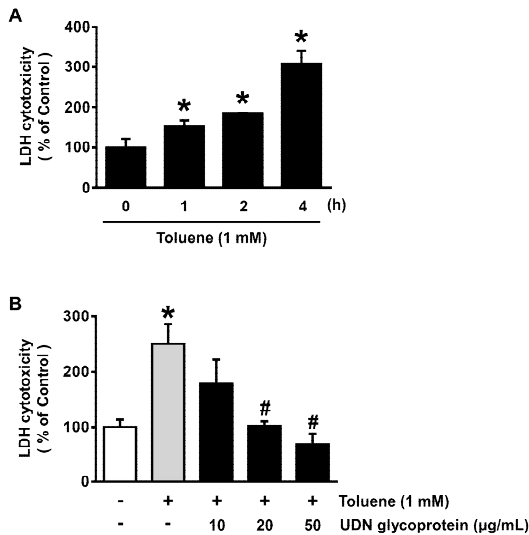 A
LDH cytotoxicity
( % of Control )
400
300
200
100
0
*
*
*
0 1 2 4 (h)
Toluene (1 mM)
B
LDH cytotoxicity
( % of Control )
300
200
100
0
*
#
#
- + + + + Toluene (1 mM)
- - 10 20 50 UDN glycoprotein (μg/mL)